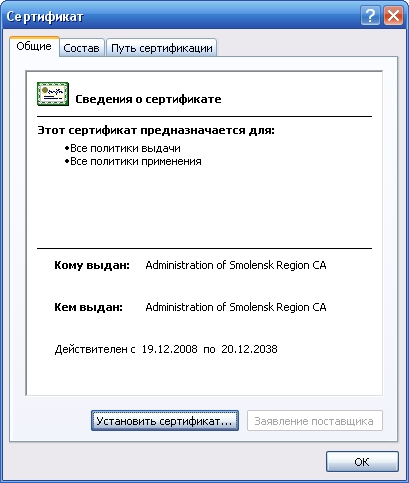 Сертификат
Общие Состав Путь сертификации
Сведения о сертификате
Этот сертификат предназначается для:
•Все политики выдачи
•Все политики применения
Кому выдан: Administration of Smolensk Region CA
Кем выдан: Administration of Smolensk Region CA
Действителен с 19.12.2008 по 20.12.2038
Установить сертификат... Заявление поставщика
ОК